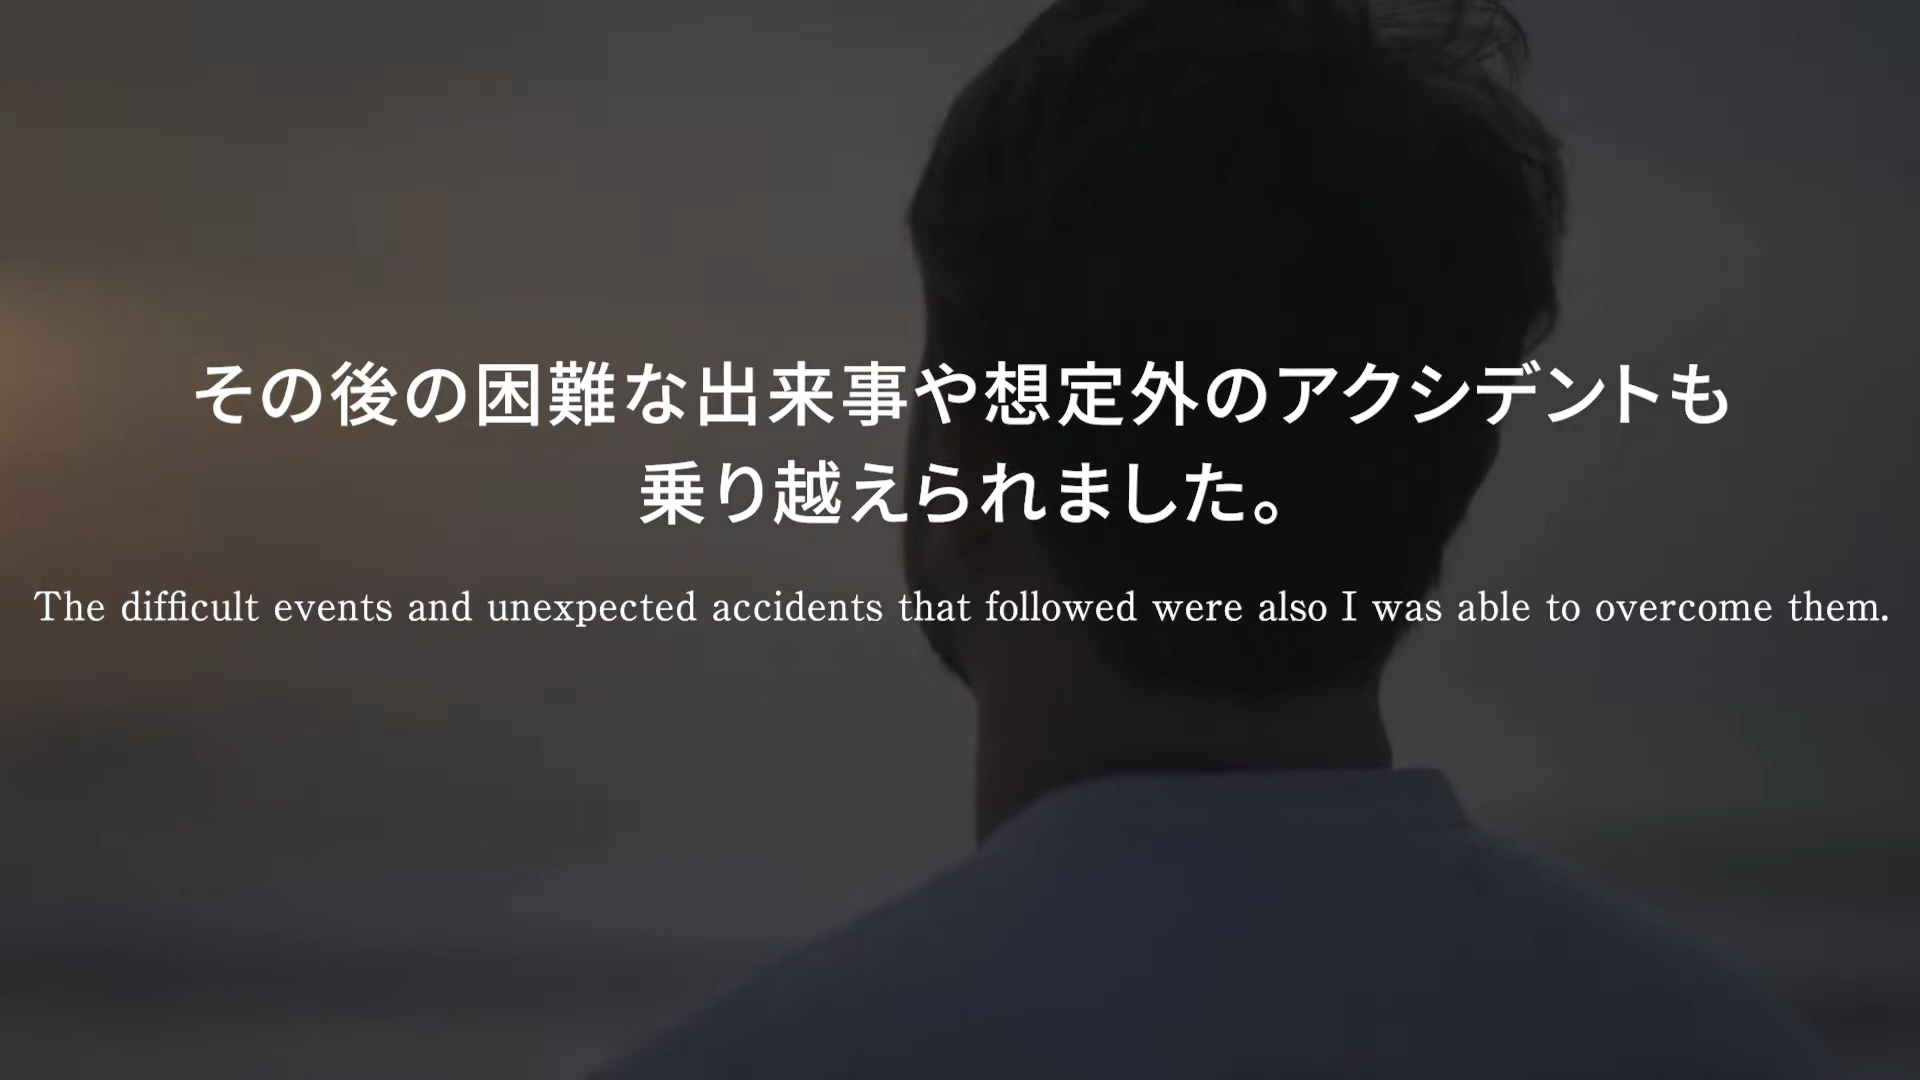 その後の困難な出来事や想定外のアクシデントも
乗り越えられました。
The difficult events and unexpected accidents that followed were also I was able to overcome them.